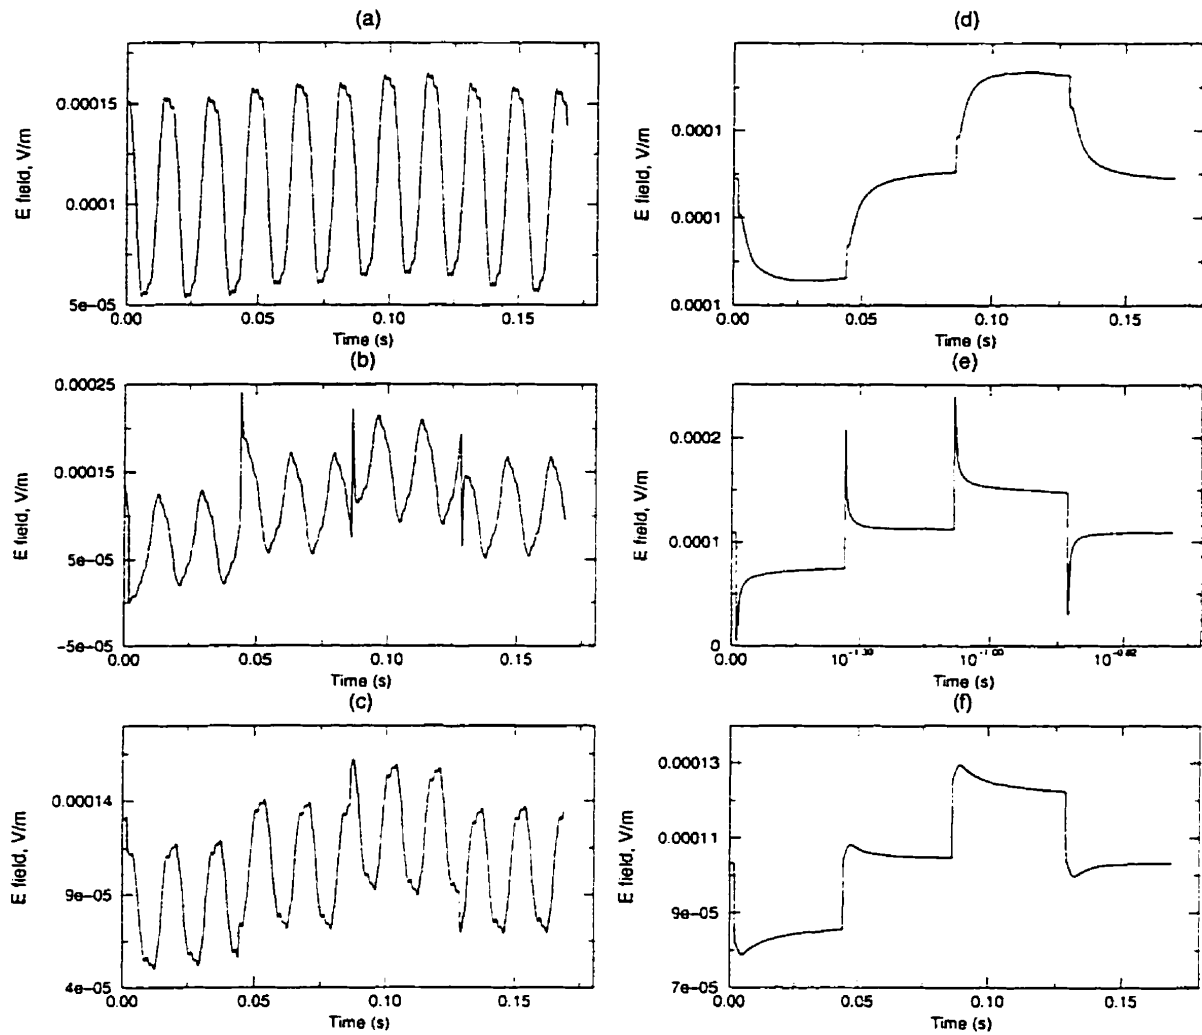 (a)
E field, V/m
0.00015
0.0001
5e-05
0.00
0.05
0.10
0.15
Time (s)
(b)
E field, V/m
0.00025
0.00015
5e-05
-5e-05
0.00
0.05
0.10
0.15
Time (s)
(c)
E field, V/m
0.00014
9e-05
4e-05
0.00
0.05
0.10
0.15
Time (s)
(d)
E field, V/m
0.0001
0.0001
0.0001
0.00
0.05
0.10
0.15
Time (s)
(e)
E field, V/m
0.0002
0.0001
0
0.00
10^-1.00
Time (s)
(f)
E field, V/m
0.00013
0.00011
9e-05
7e-05
0.00
0.05
0.10
0.15
Time (s)